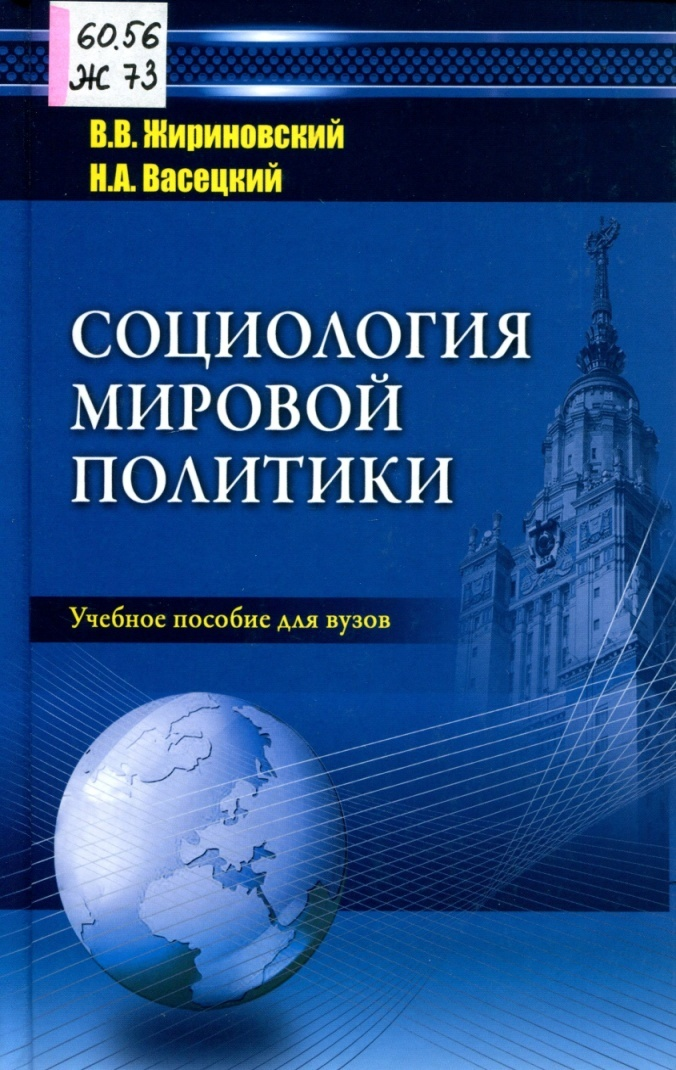 60.56
Ж 73
В.В. Жириновский
Н.А. Васецкий
СОЦИОЛОГИЯ
МИРОВОЙ
ПОЛИТИКИ
Учебное пособие для вузов